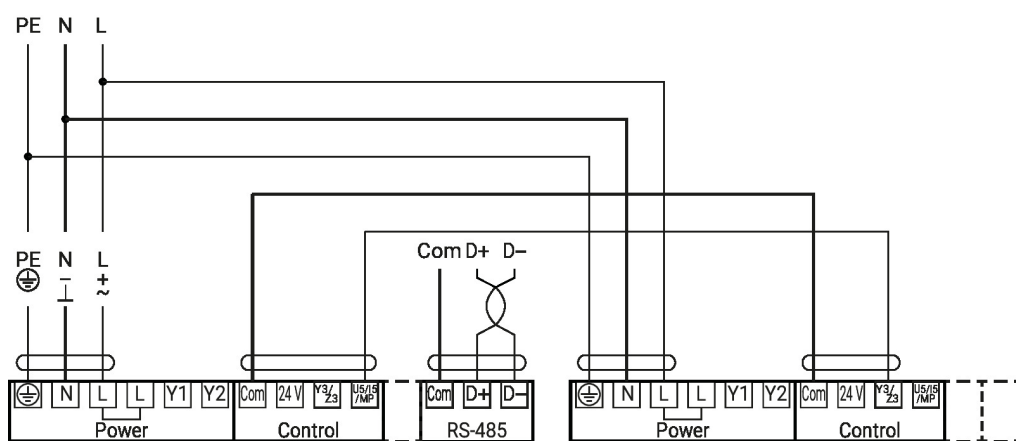 PE N L
Com D+ D–
PE N L
– +
~
N L L Y1 Y2 Com 24 V Y3/Z3 U5/I5/MP Com D+ D– N L L Y1 Y2 Com 24 V Y3/Z3 U5/I5/MP
Power Control RS-485 Power Control